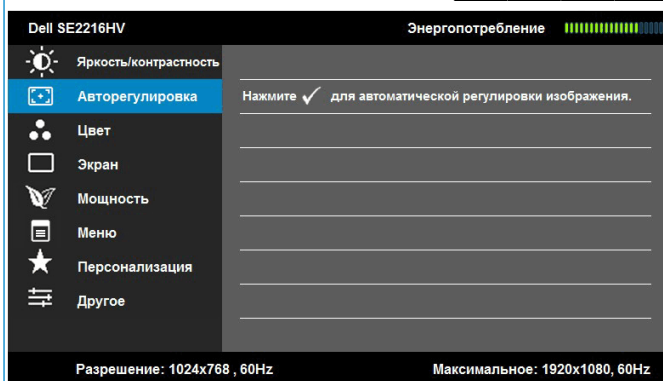 Dell SE2216HV
Энергопотребление
Яркость/контрастность
Авторегулировка
Нажмите ✓ для автоматической регулировки изображения.
Цвет
Экран
Мощность
Меню
Персонализация
Другое
Разрешение: 1024x768 , 60Hz
Максимальное: 1920x1080, 60Hz